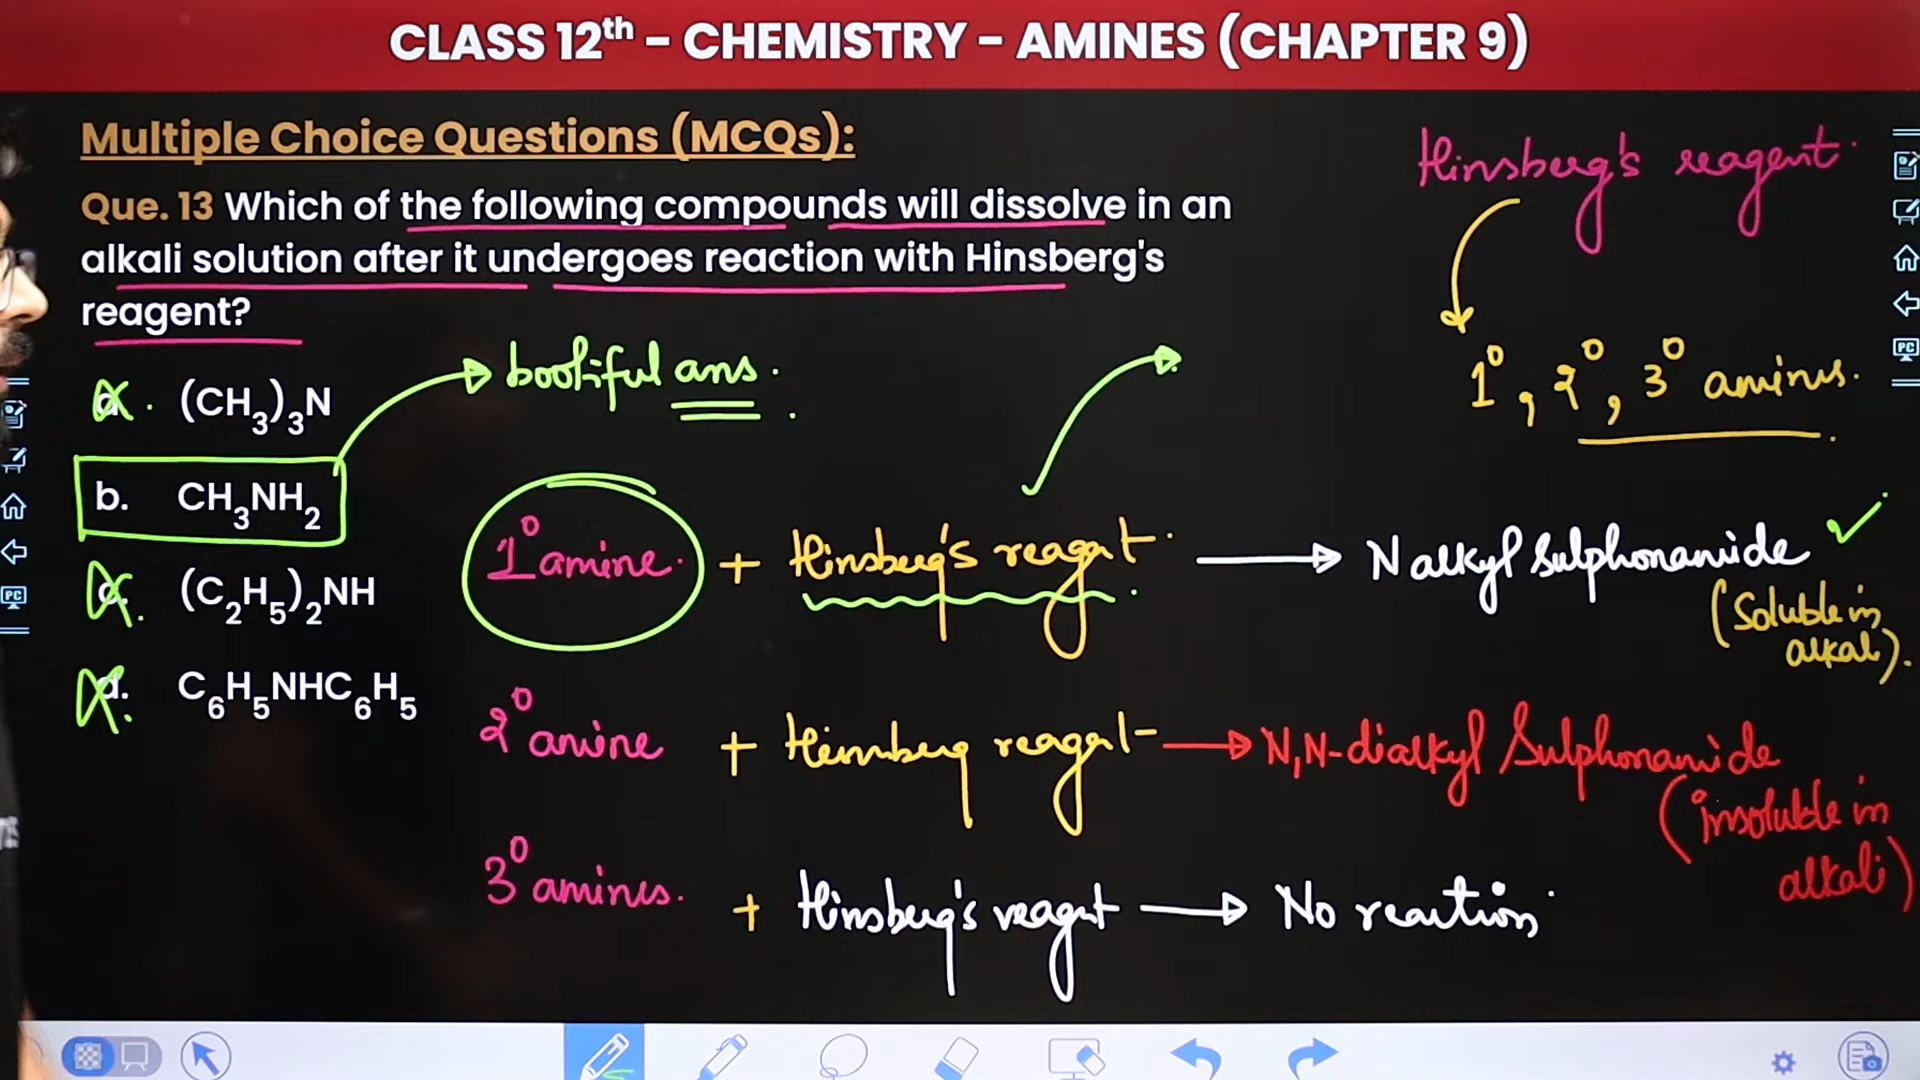 CLASS 12th - CHEMISTRY - AMINES (CHAPTER 9)
Multiple Choice Questions (MCQs):
Que. 13 Which of the following compounds will dissolve in an
alkali solution after it undergoes reaction with Hinsberg's
reagent?
a. (CH3)3N
b. CH3NH2
c. (C2H5)2NH
d. C6H5NHC6H5
bootiful ans.
Hinsberg's reagent.
1°, 2°, 3° amines.
1° amine. + Hinsberg's reagent. → N alkyl sulphonamide ✓
(Soluble in
alkali).
2° amine + Hinsberg reagent → N,N-dialkyl Sulphonamide
(insoluble in
alkali)
3° amines. + Hinsberg's reagent → No reaction.
PC
PC